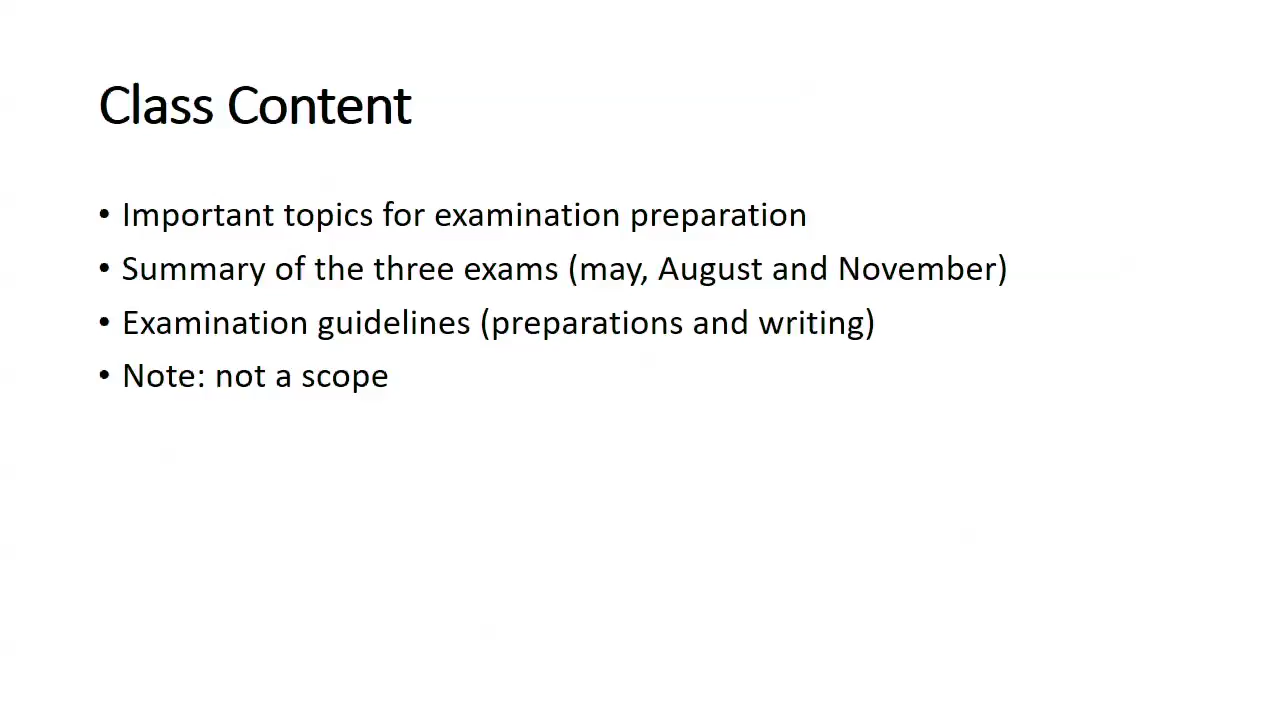 Class Content
• Important topics for examination preparation
• Summary of the three exams (may, August and November)
• Examination guidelines (preparations and writing)
• Note: not a scope